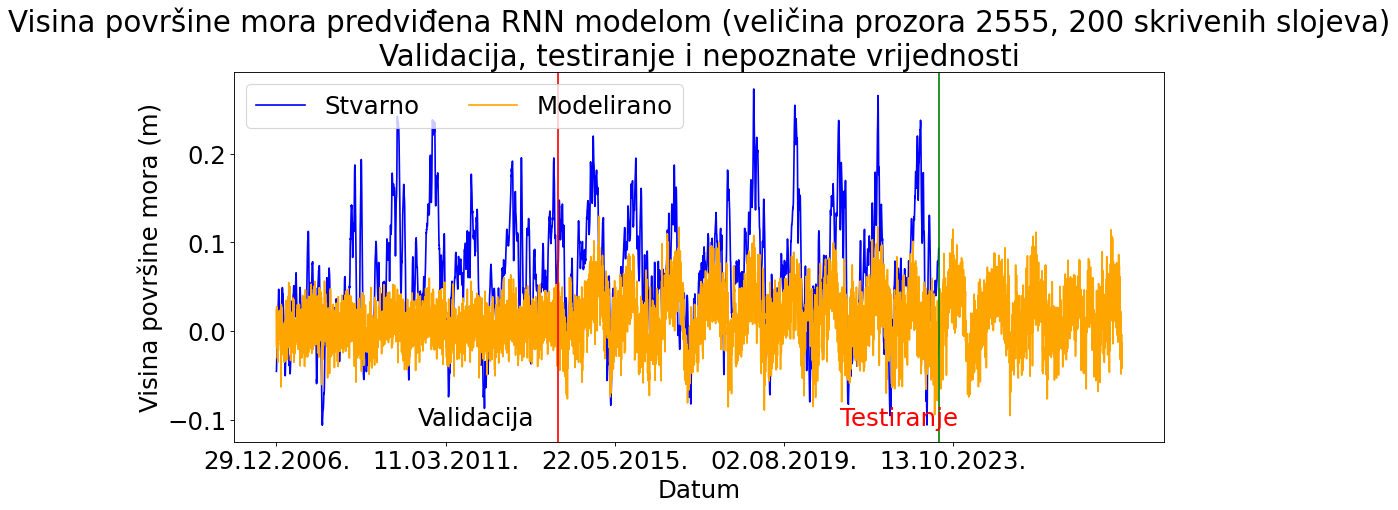 Visina površine mora predviđena RNN modelom (veličina prozora 2555, 200 skrivenih slojeva)
Validacija, testiranje i nepoznate vrijednosti
Stvarno Modelirano
Visina površine mora (m)
0.2
0.1
0.0
−0.1
Validacija Testiranje
29.12.2006. 11.03.2011. 22.05.2015. 02.08.2019. 13.10.2023.
Datum